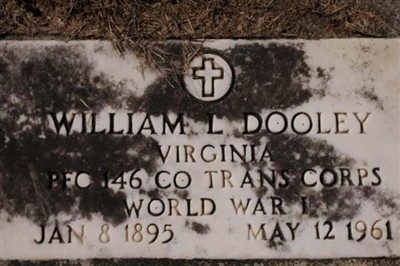 WILLIAM L DOOLEY
VIRGINIA
PFC 146 CO TRANS CORPS
WORLD WAR I
JAN 8 1895 MAY 12 1961